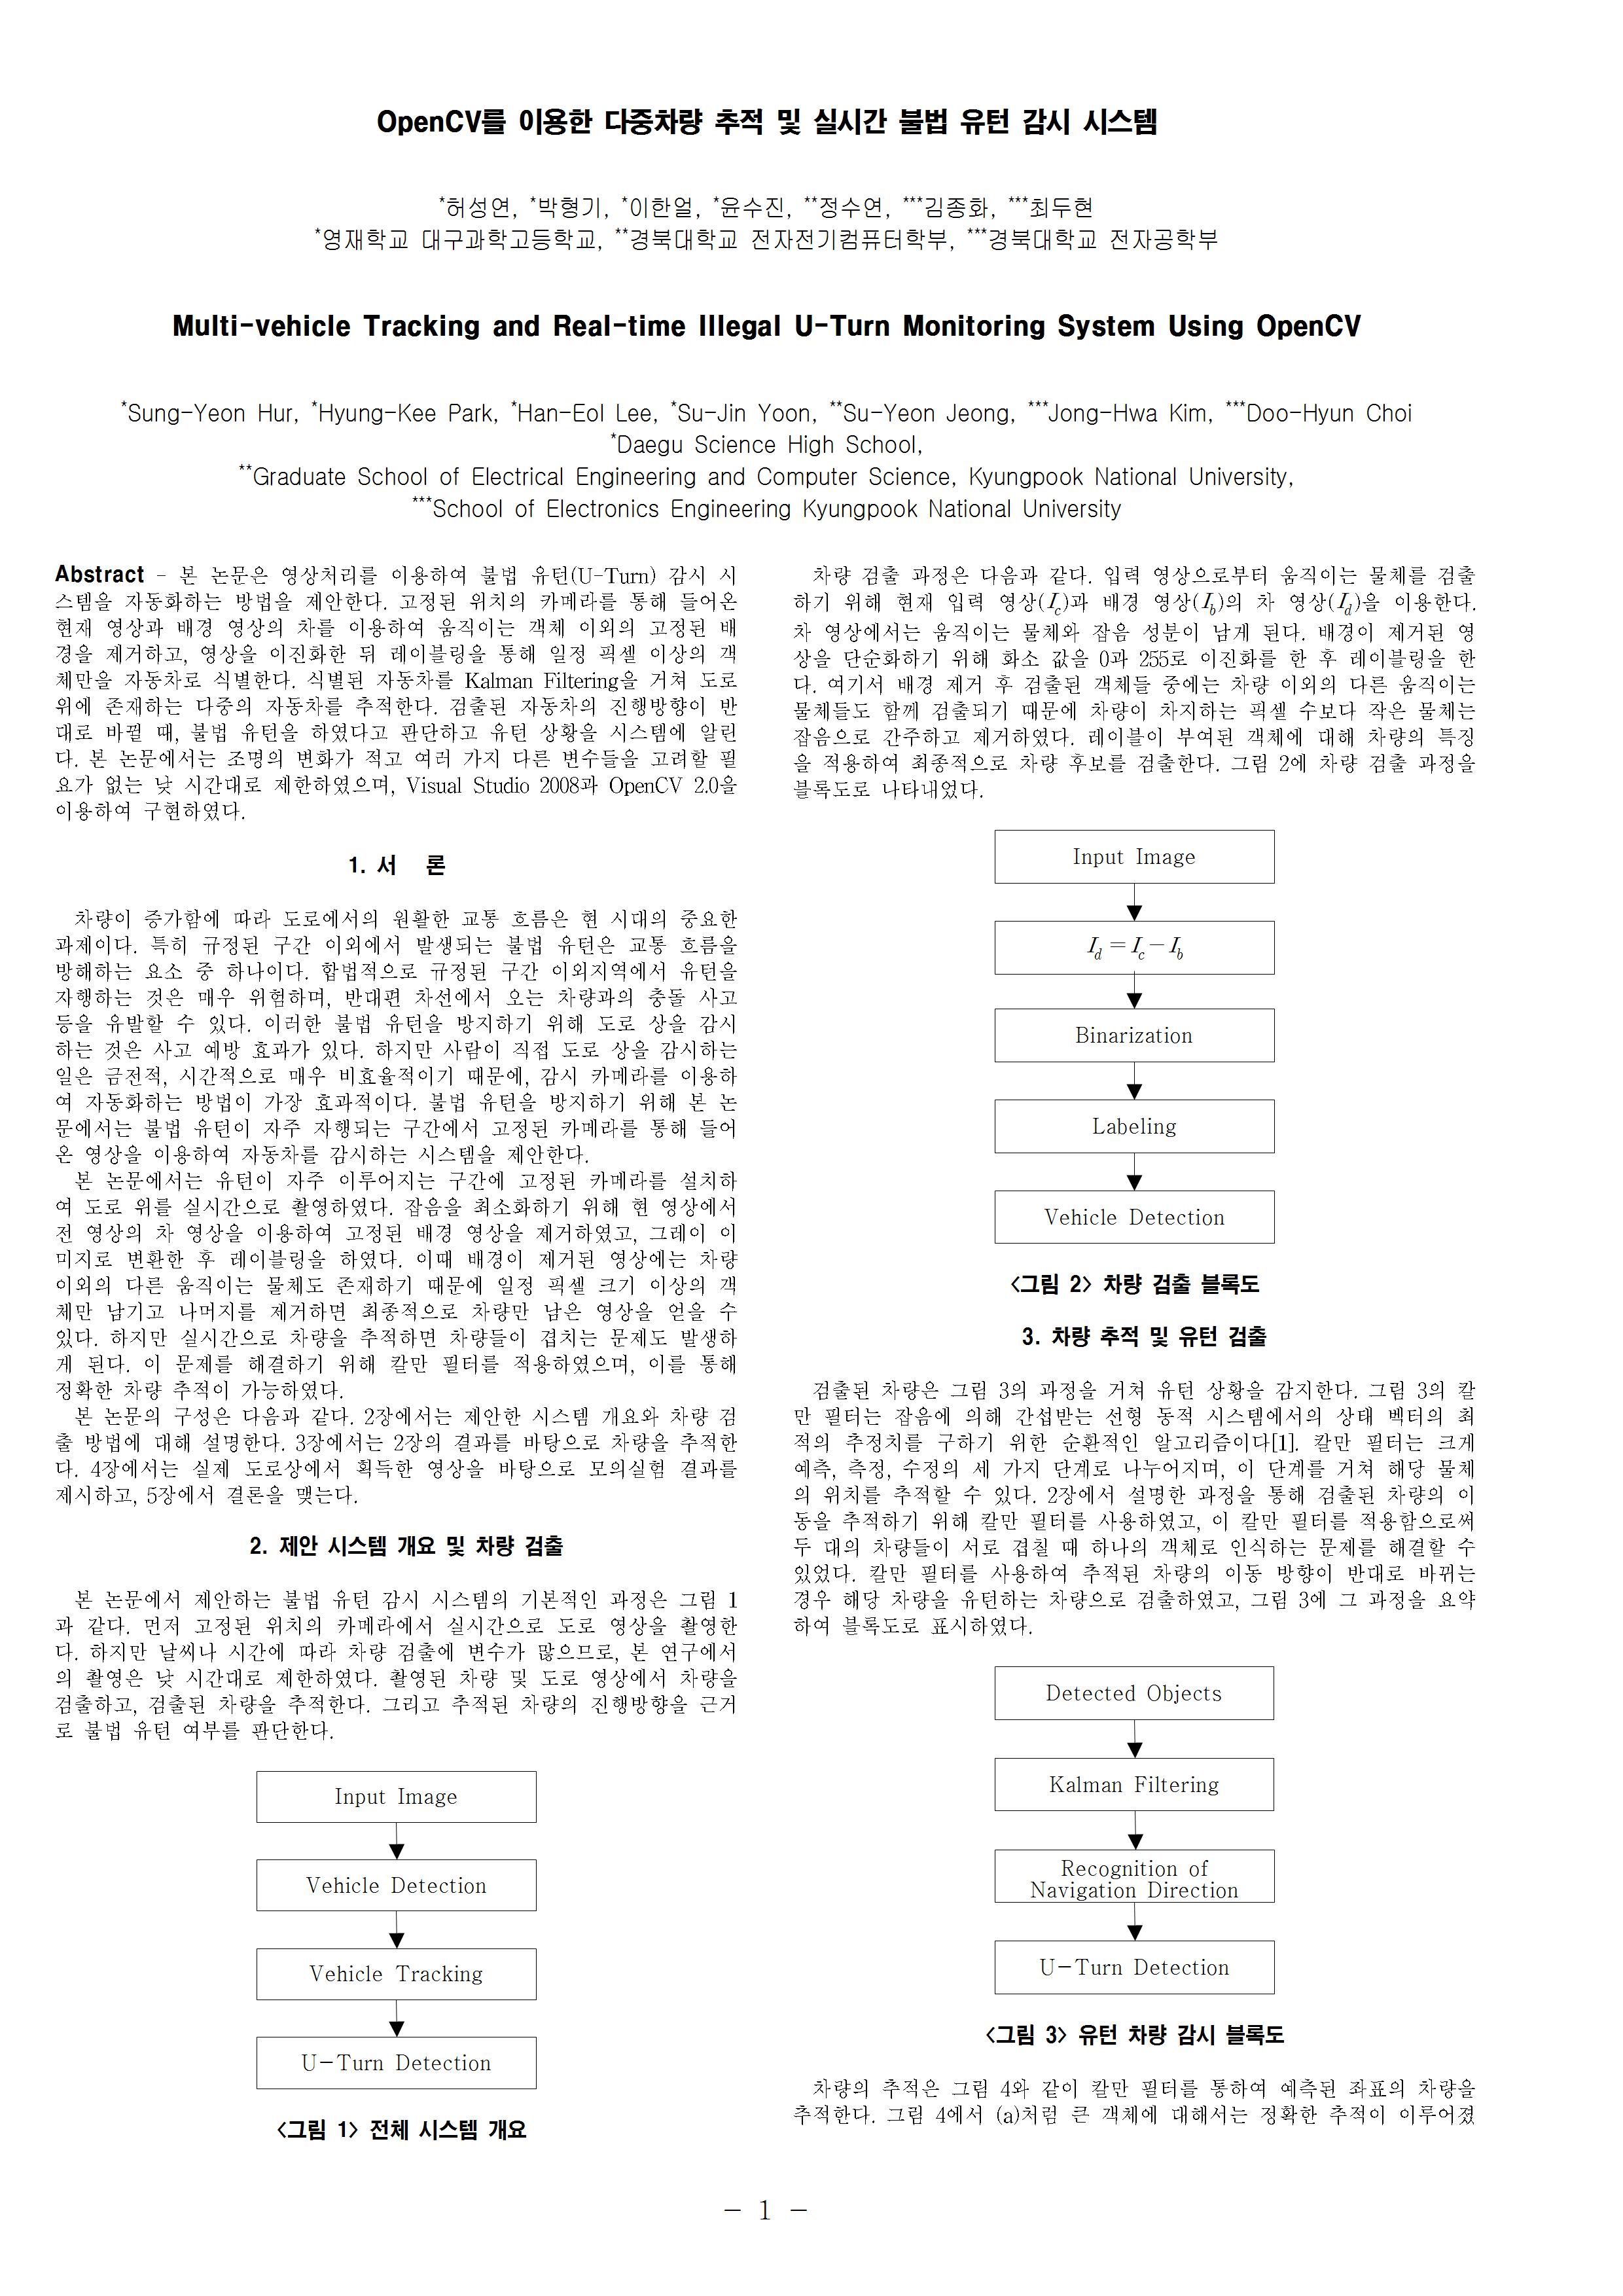 OpenCV를 이용한 다중차량 추적 및 실시간 불법 유턴 감시 시스템
*허성연, *박형기, *이한얼, *윤수진, **정수연, ***김종화, ***최두현
*영재학교 대구과학고등학교, **경북대학교 전자전기컴퓨터학부, ***경북대학교 전자공학부
Multi-vehicle Tracking and Real-time Illegal U-Turn Monitoring System Using OpenCV
*Sung-Yeon Hur, *Hyung-Kee Park, *Han-Eol Lee, *Su-Jin Yoon, **Su-Yeon Jeong, ***Jong-Hwa Kim, ***Doo-Hyun Choi
*Daegu Science High School,
**Graduate School of Electrical Engineering and Computer Science, Kyungpook National University,
***School of Electronics Engineering Kyungpook National University
Abstract - 본 논문은 영상처리를 이용하여 불법 유턴(U-Turn) 감시 시
스템을 자동화하는 방법을 제안한다. 고정된 위치의 카메라를 통해 들어온
현재 영상과 배경 영상의 차를 이용하여 움직이는 객체 이외의 고정된 배
경을 제거하고, 영상을 이진화한 뒤 레이블링을 통해 일정 픽셀 이상의 객
체만을 자동차로 식별한다. 식별된 자동차를 Kalman Filtering을 거쳐 도로
위에 존재하는 다중의 자동차를 추적한다. 검출된 자동차의 진행방향이 반
대로 바뀔 때, 불법 유턴을 하였다고 판단하고 유턴 상황을 시스템에 알린
다. 본 논문에서는 조명의 변화가 적고 여러 가지 다른 변수들을 고려할 필
요가 없는 낮 시간대로 제한하였으며, Visual Studio 2008과 OpenCV 2.0을
이용하여 구현하였다.
1. 서 론
차량이 증가함에 따라 도로에서의 원활한 교통 흐름은 현 시대의 중요한
과제이다. 특히 규정된 구간 이외에서 발생되는 불법 유턴은 교통 흐름을
방해하는 요소 중 하나이다. 합법적으로 규정된 구간 이외지역에서 유턴을
자행하는 것은 매우 위험하며, 반대편 차선에서 오는 차량과의 충돌 사고
등을 유발할 수 있다. 이러한 불법 유턴을 방지하기 위해 도로 상을 감시
하는 것은 사고 예방 효과가 있다. 하지만 사람이 직접 도로 상을 감시하는
일은 금전적, 시간적으로 매우 비효율적이기 때문에, 감시 카메라를 이용하
여 자동화하는 방법이 가장 효과적이다. 불법 유턴을 방지하기 위해 본 논
문에서는 불법 유턴이 자주 자행되는 구간에서 고정된 카메라를 통해 들어
온 영상을 이용하여 자동차를 감시하는 시스템을 제안한다.
본 논문에서는 유턴이 자주 이루어지는 구간에 고정된 카메라를 설치하
여 도로 위를 실시간으로 촬영하였다. 잡음을 최소화하기 위해 현 영상에서
전 영상의 차 영상을 이용하여 고정된 배경 영상을 제거하였고, 그레이 이
미지로 변환한 후 레이블링을 하였다. 이때 배경이 제거된 영상에는 차량
이외의 다른 움직이는 물체도 존재하기 때문에 일정 픽셀 크기 이상의 객
체만 남기고 나머지를 제거하면 최종적으로 차량만 남은 영상을 얻을 수
있다. 하지만 실시간으로 차량을 추적하면 차량들이 겹치는 문제도 발생하
게 된다. 이 문제를 해결하기 위해 칼만 필터를 적용하였으며, 이를 통해
정확한 차량 추적이 가능하였다.
본 논문의 구성은 다음과 같다. 2장에서는 제안한 시스템 개요와 차량 검
출 방법에 대해 설명한다. 3장에서는 2장의 결과를 바탕으로 차량을 추적한
다. 4장에서는 실제 도로상에서 획득한 영상을 바탕으로 모의실험 결과를
제시하고, 5장에서 결론을 맺는다.
2. 제안 시스템 개요 및 차량 검출
본 논문에서 제안하는 불법 유턴 감시 시스템의 기본적인 과정은 그림 1
과 같다. 먼저 고정된 위치의 카메라에서 실시간으로 도로 영상을 촬영한
다. 하지만 날씨나 시간에 따라 차량 검출에 변수가 많으므로, 본 연구에서
의 촬영은 낮 시간대로 제한하였다. 촬영된 차량 및 도로 영상에서 차량을
검출하고, 검출된 차량을 추적한다. 그리고 추적된 차량의 진행방향을 근거
로 불법 유턴 여부를 판단한다.
Input Image
Vehicle Detection
Vehicle Tracking
U-Turn Detection
<그림 1> 전체 시스템 개요
차량 검출 과정은 다음과 같다. 입력 영상으로부터 움직이는 물체를 검출
하기 위해 현재 입력 영상(I_c)과 배경 영상(I_b)의 차 영상(I_d)을 이용한다.
차 영상에서는 움직이는 물체와 잡음 성분이 남게 된다. 배경이 제거된 영
상을 단순화하기 위해 화소 값을 0과 255로 이진화를 한 후 레이블링을 한
다. 여기서 배경 제거 후 검출된 객체들 중에는 차량 이외의 다른 움직이는
물체들도 함께 검출되기 때문에 차량이 차지하는 픽셀 수보다 작은 물체는
잡음으로 간주하고 제거하였다. 레이블이 부여된 객체에 대해 차량의 특징
을 적용하여 최종적으로 차량 후보를 검출한다. 그림 2에 차량 검출 과정을
블록도로 나타내었다.
Input Image
I_d = I_c - I_b
Binarization
Labeling
Vehicle Detection
<그림 2> 차량 검출 블록도
3. 차량 추적 및 유턴 검출
검출된 차량은 그림 3의 과정을 거쳐 유턴 상황을 감지한다. 그림 3의 칼
만 필터는 잡음에 의해 간섭받는 선형 동적 시스템에서의 상태 벡터의 최
적의 추정치를 구하기 위한 순환적인 알고리즘이다[1]. 칼만 필터는 크게
예측, 측정, 수정의 세 가지 단계로 나누어지며, 이 단계를 거쳐 해당 물체
의 위치를 추적할 수 있다. 2장에서 설명한 과정을 통해 검출된 차량의 이
동을 추적하기 위해 칼만 필터를 사용하였고, 이 칼만 필터를 적용함으로써
두 대의 차량들이 서로 겹칠 때 하나의 객체로 인식하는 문제를 해결할 수
있었다. 칼만 필터를 사용하여 추적된 차량의 이동 방향이 반대로 바뀌는
경우 해당 차량을 유턴하는 차량으로 검출하였고, 그림 3에 그 과정을 요약
하여 블록도로 표시하였다.
Detected Objects
Kalman Filtering
Recognition of
Navigation Direction
U-Turn Detection
<그림 3> 유턴 차량 감시 블록도
차량의 추적은 그림 4와 같이 칼만 필터를 통하여 예측된 좌표의 차량을
추적한다. 그림 4에서 (a)처럼 큰 객체에 대해서는 정확한 추적이 이루어졌
- 1 -